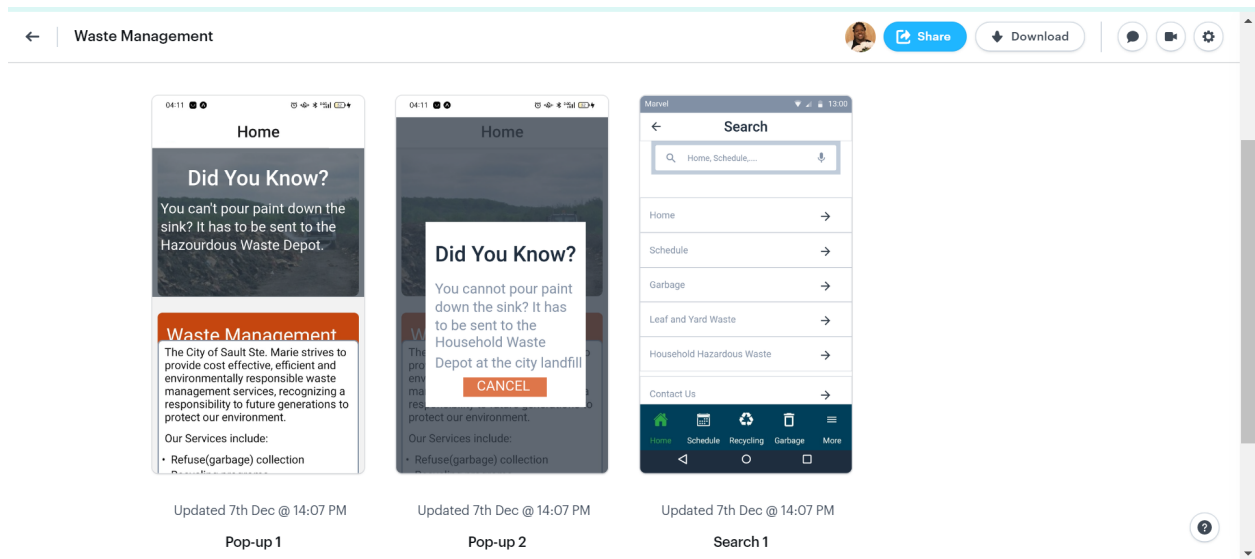 Waste Management
Share
Download
04:11
Home
Did You Know?
You can't pour paint down the
sink? It has to be sent to the
Hazourdous Waste Depot.
Waste Management
The City of Sault Ste. Marie strives to
provide cost effective, efficient and
environmentally responsible waste
management services, recognizing a
responsibility to future generations to
protect our environment.
Our Services include:
• Refuse(garbage) collection
Updated 7th Dec @ 14:07 PM
Pop-up 1
04:11
Home
Did You Know?
You cannot pour paint
down the sink? It has
to be sent to the
Household Waste
Depot at the city landfill
CANCEL
protect our environment.
Our Services include:
• Refuse(garbage) collection
Updated 7th Dec @ 14:07 PM
Pop-up 2
Marvel 13:00
Search
Home, Schedule,....
Home
Schedule
Garbage
Leaf and Yard Waste
Household Hazardous Waste
Contact Us
Home Schedule Recycling Garbage More
Updated 7th Dec @ 14:07 PM
Search 1